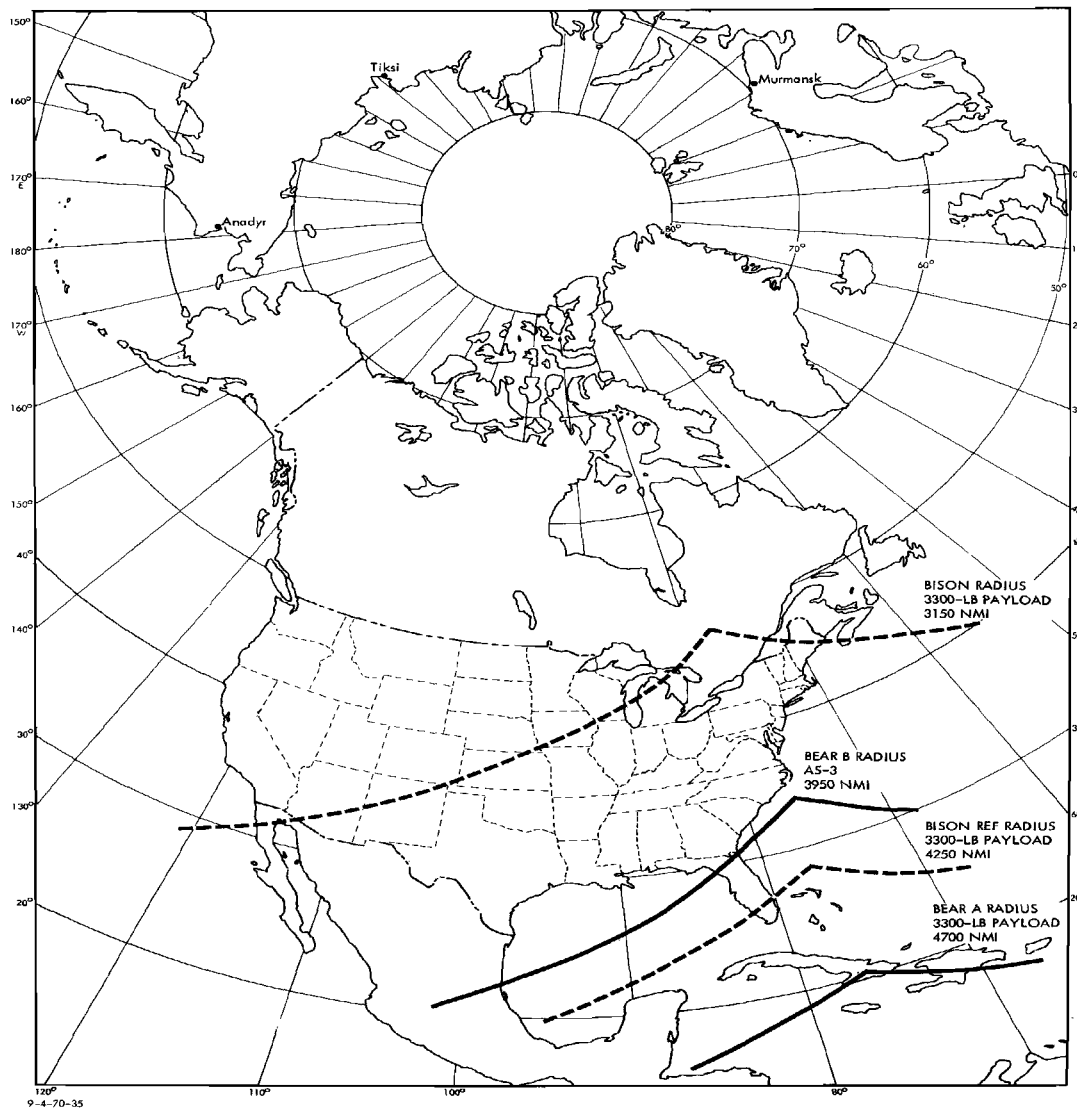 150°
Tiksi
Murmansk
160°
170°
E
Anadyr
180°
80°
70°
60°
50°
170°
W
160°
150°
40°
140°
30°
130°
20°
BISON RADIUS
3300-LB PAYLOAD
3150 NMI
BEAR B RADIUS
AS-3
3950 NMI
BISON REF RADIUS
3300-LB PAYLOAD
4250 NMI
BEAR A RADIUS
3300-LB PAYLOAD
4700 NMI
120°
110°
100°
80°
9-4-70-35